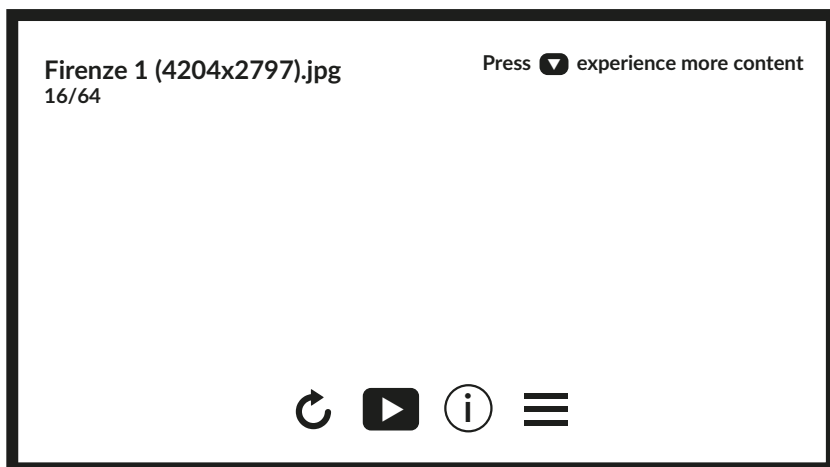 Firenze 1 (4204x2797).jpg
16/64
Press ▼ experience more content
i